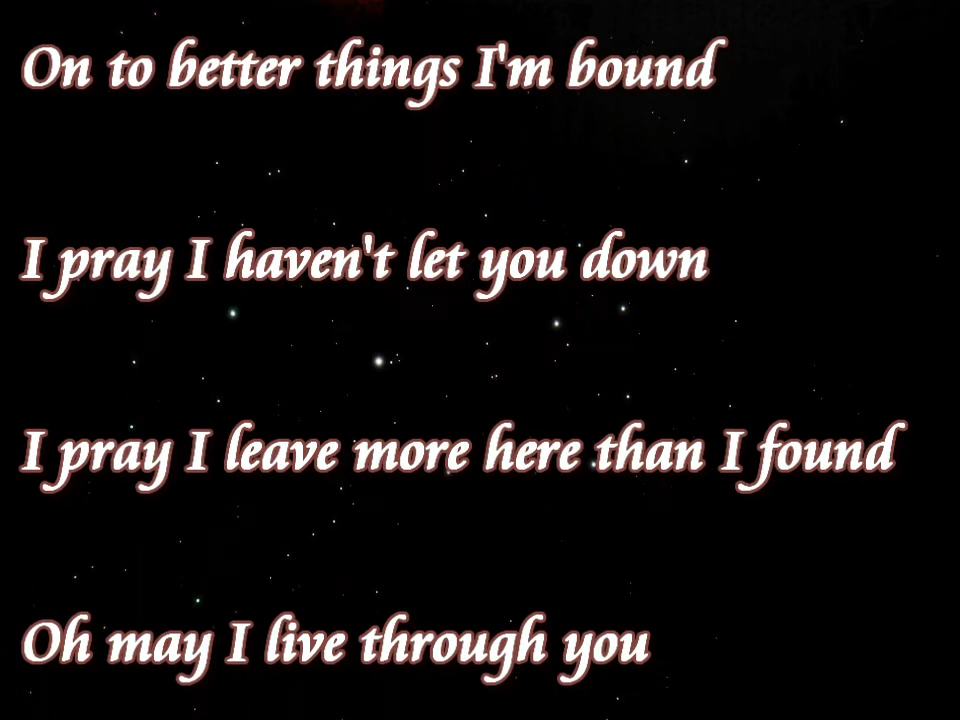 On to better things I'm bound
I pray I haven't let you down
I pray I leave more here than I found
Oh may I live through you